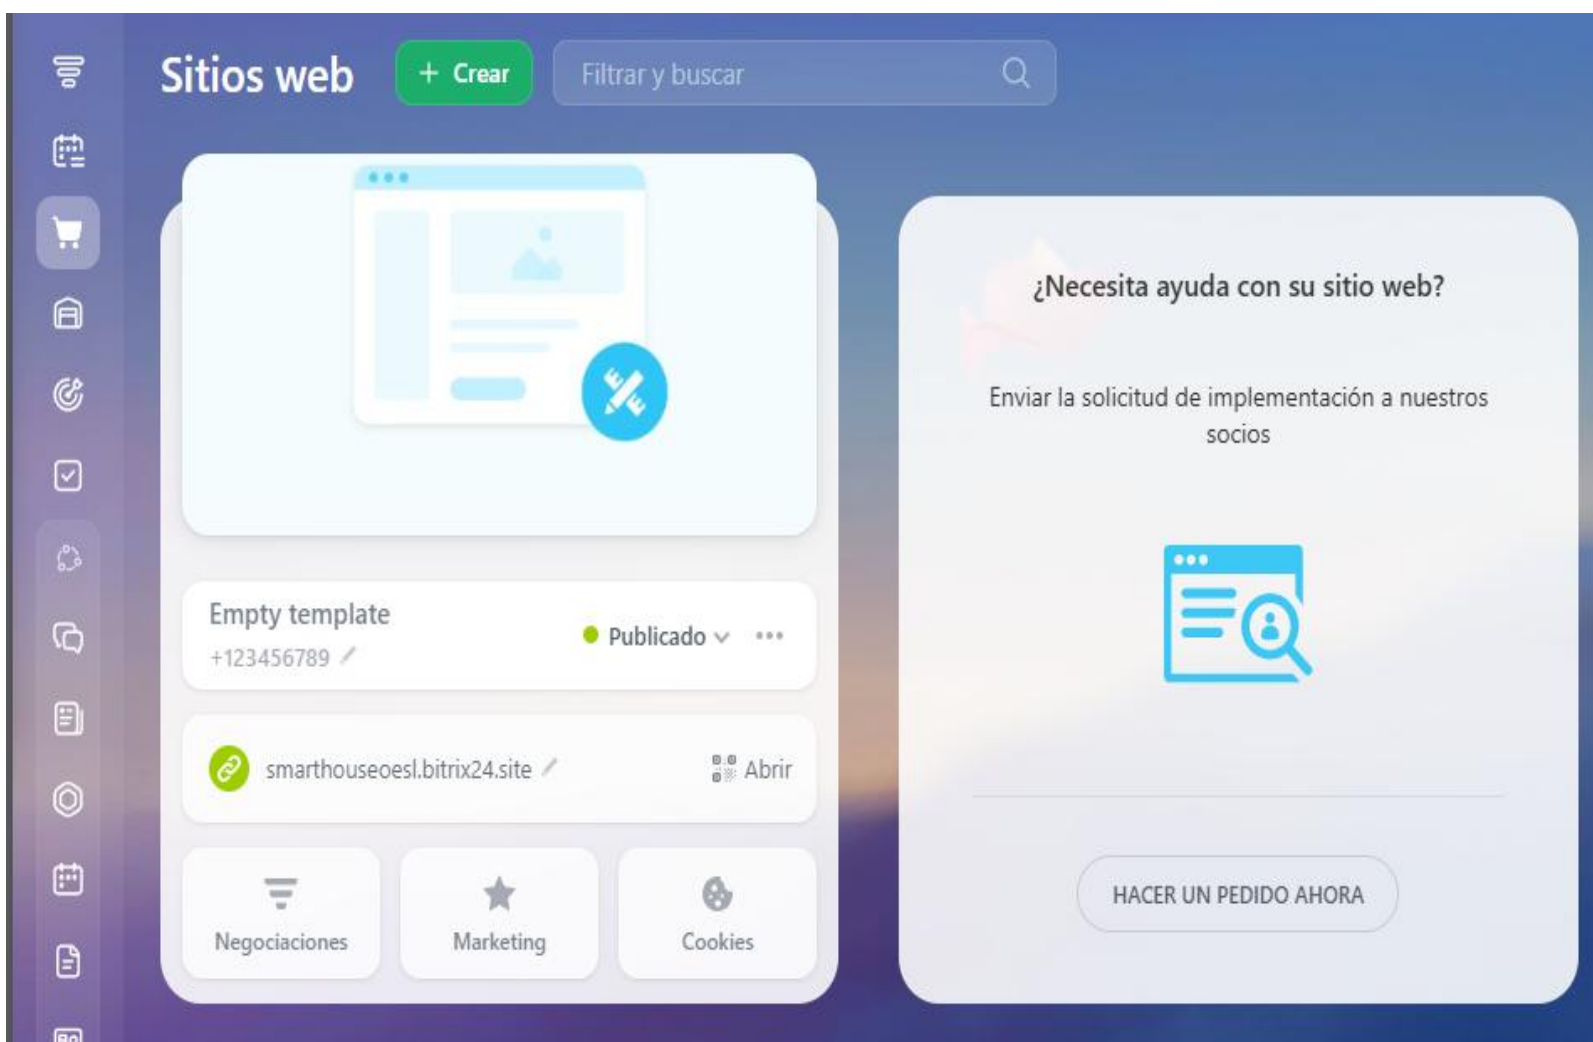 Sitios web
+ Crear
Filtrar y buscar
Empty template
+123456789
Publicado
smarthouseoesl.bitrix24.site
Abrir
Negociaciones
Marketing
Cookies
¿Necesita ayuda con su sitio web?
Enviar la solicitud de implementación a nuestros
socios
HACER UN PEDIDO AHORA